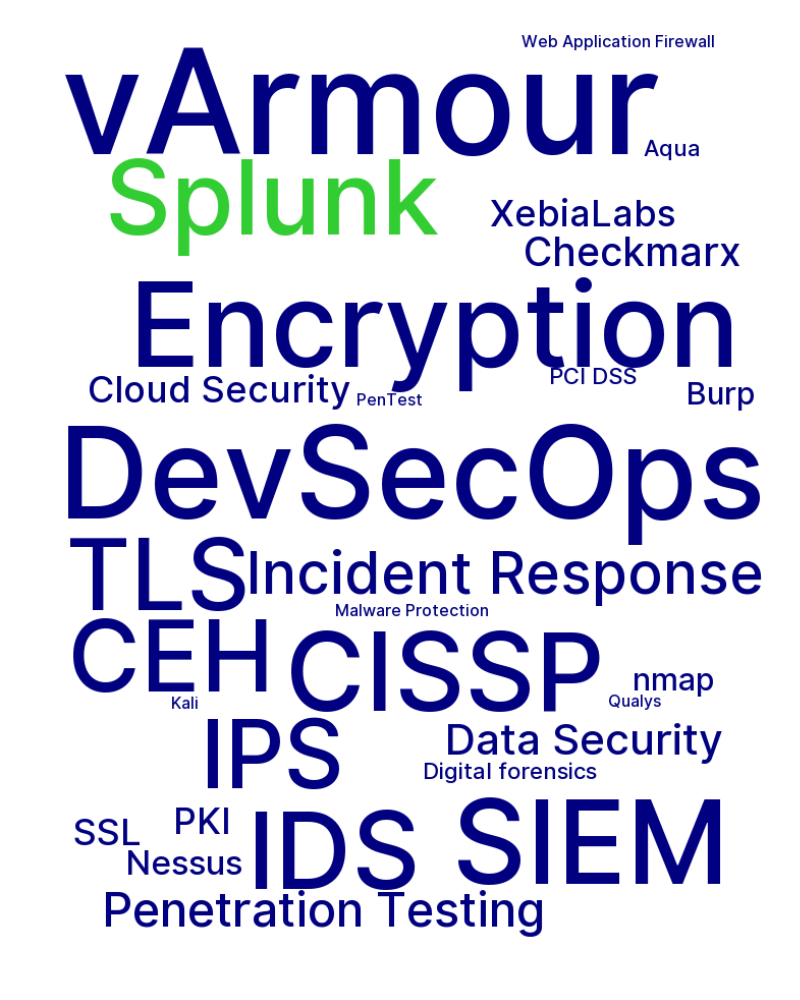 Web Application Firewall
vArmour
Aqua
Splunk
XebiaLabs
Checkmarx
Encryption
PCI DSS
Cloud Security
PenTest
Burp
DevSecOps
TLS
Incident Response
Malware Protection
CEH
CISSP
nmap
Kali
Qualys
IPS
Data Security
Digital forensics
SSL
PKI
IDS
SIEM
Nessus
Penetration Testing